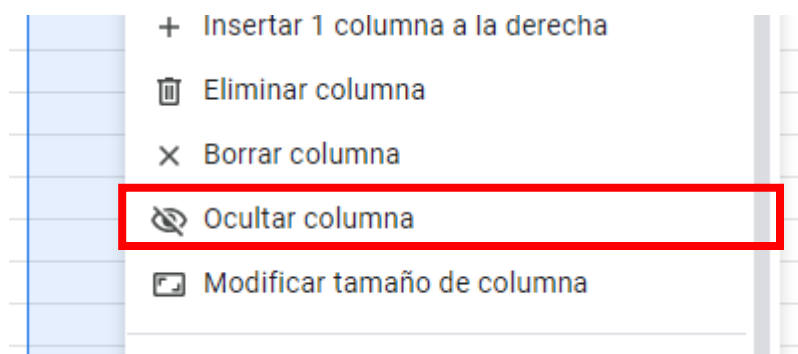 Insertar 1 columna a la derecha
Eliminar columna
Borrar columna
Ocultar columna
Modificar tamaño de columna